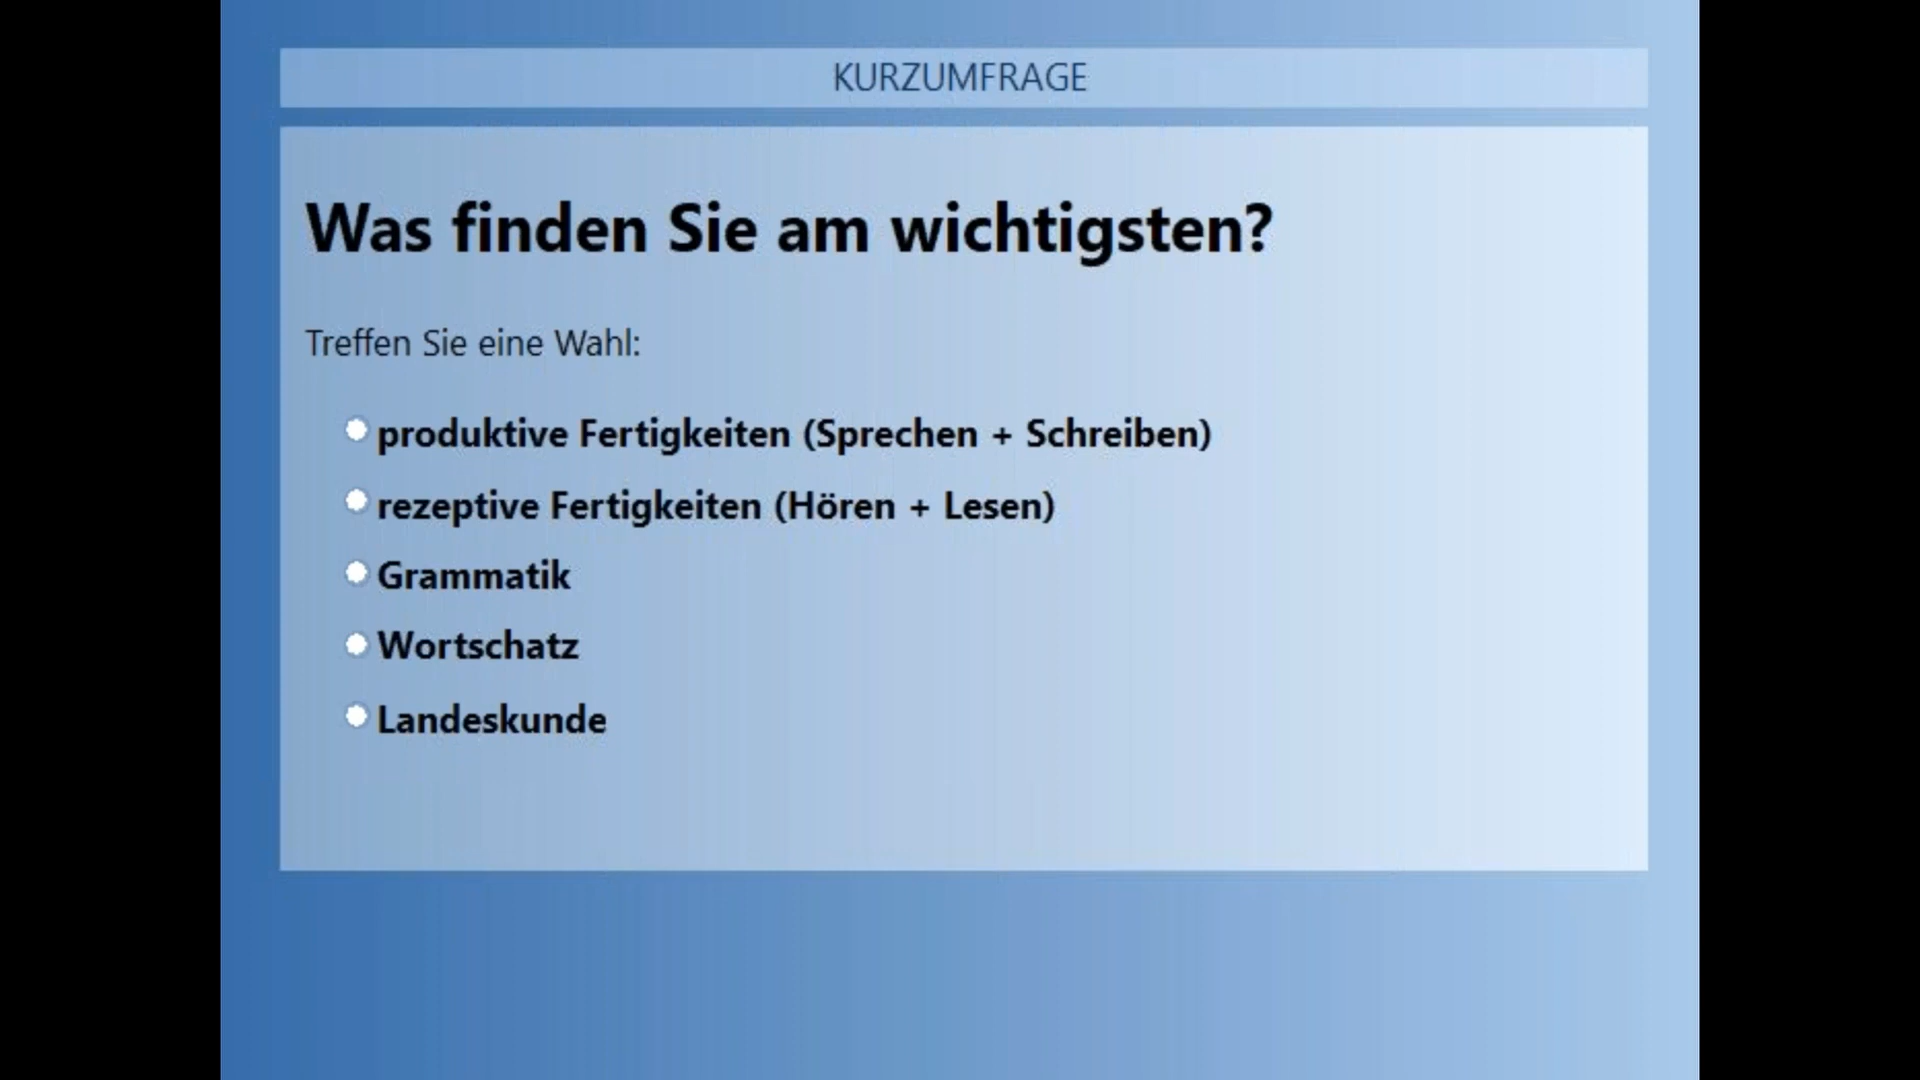 KURZUMFRAGE
Was finden Sie am wichtigsten?
Treffen Sie eine Wahl:
produktive Fertigkeiten (Sprechen + Schreiben)
rezeptive Fertigkeiten (Hören + Lesen)
Grammatik
Wortschatz
Landeskunde